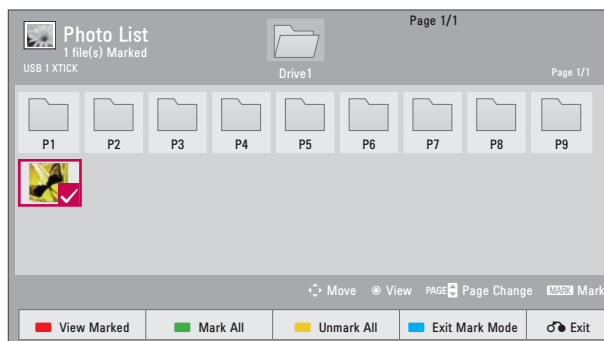 Photo List
1 file(s) Marked
USB 1 XTICK
Drive1
Page 1/1
Page 1/1
P1 P2 P3 P4 P5 P6 P7 P8 P9
Move View PAGE Page Change MARK Mark
View Marked Mark All Unmark All Exit Mark Mode Exit